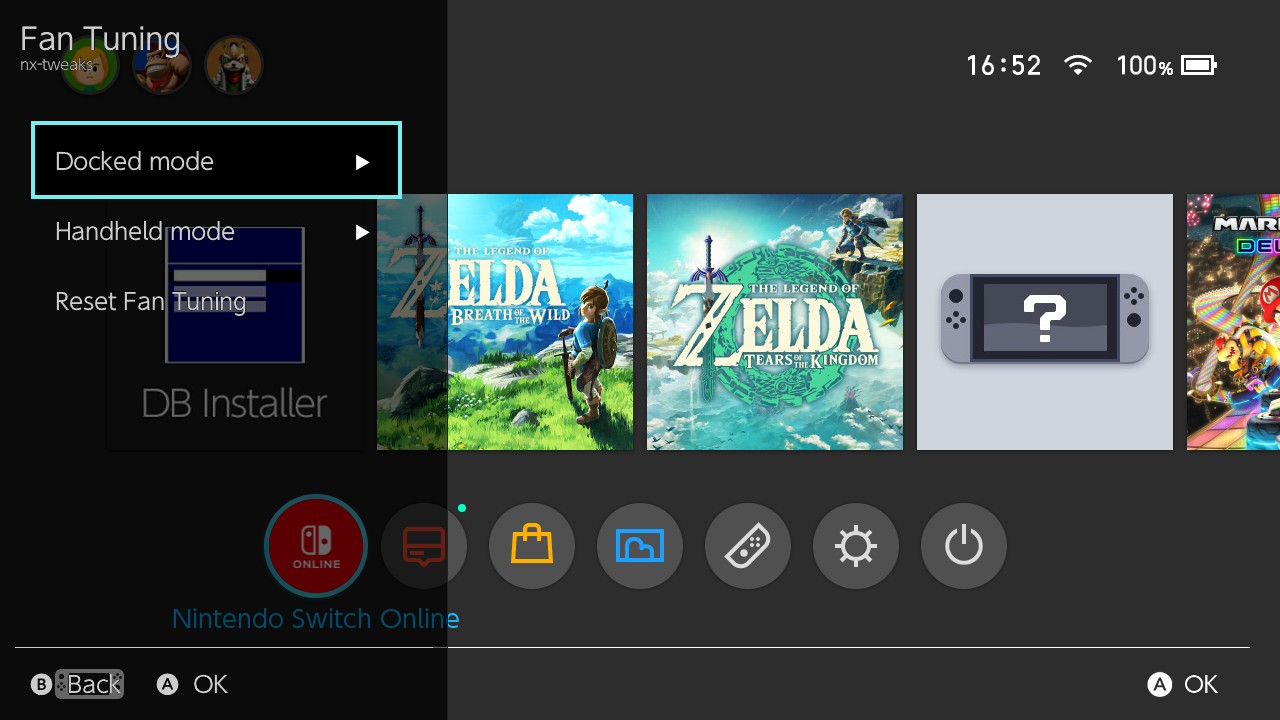 Fan Tuning
nx-tweaks
16:52
100%
Docked mode
Handheld mode
Reset Fan Tuning
DB Installer
THE LEGEND OF
ZELDA
BREATH OF THE WILD
THE LEGEND OF
ZELDA
TEARS OF THE KINGDOM
?
MARI
DEL
ONLINE
Nintendo Switch Online
B Back
A OK
A OK